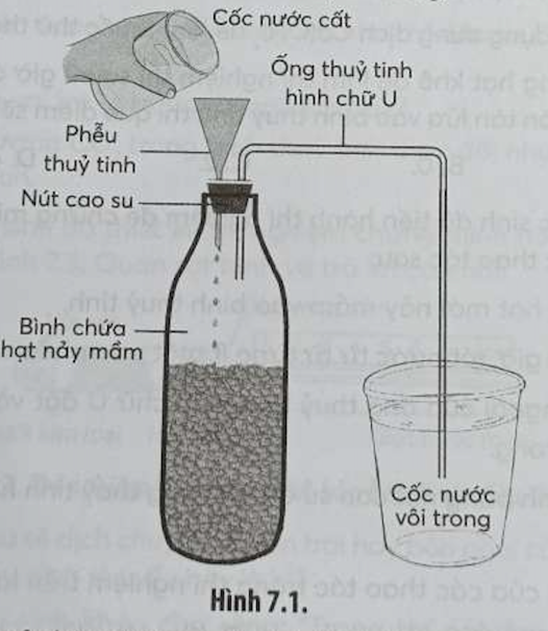 Cốc nước cất
Ống thuỷ tinh
hình chữ U
Phễu
thuỷ tinh
Nút cao su
Bình chứa
hạt nảy mầm
Cốc nước
vôi trong
Hình 7.1.